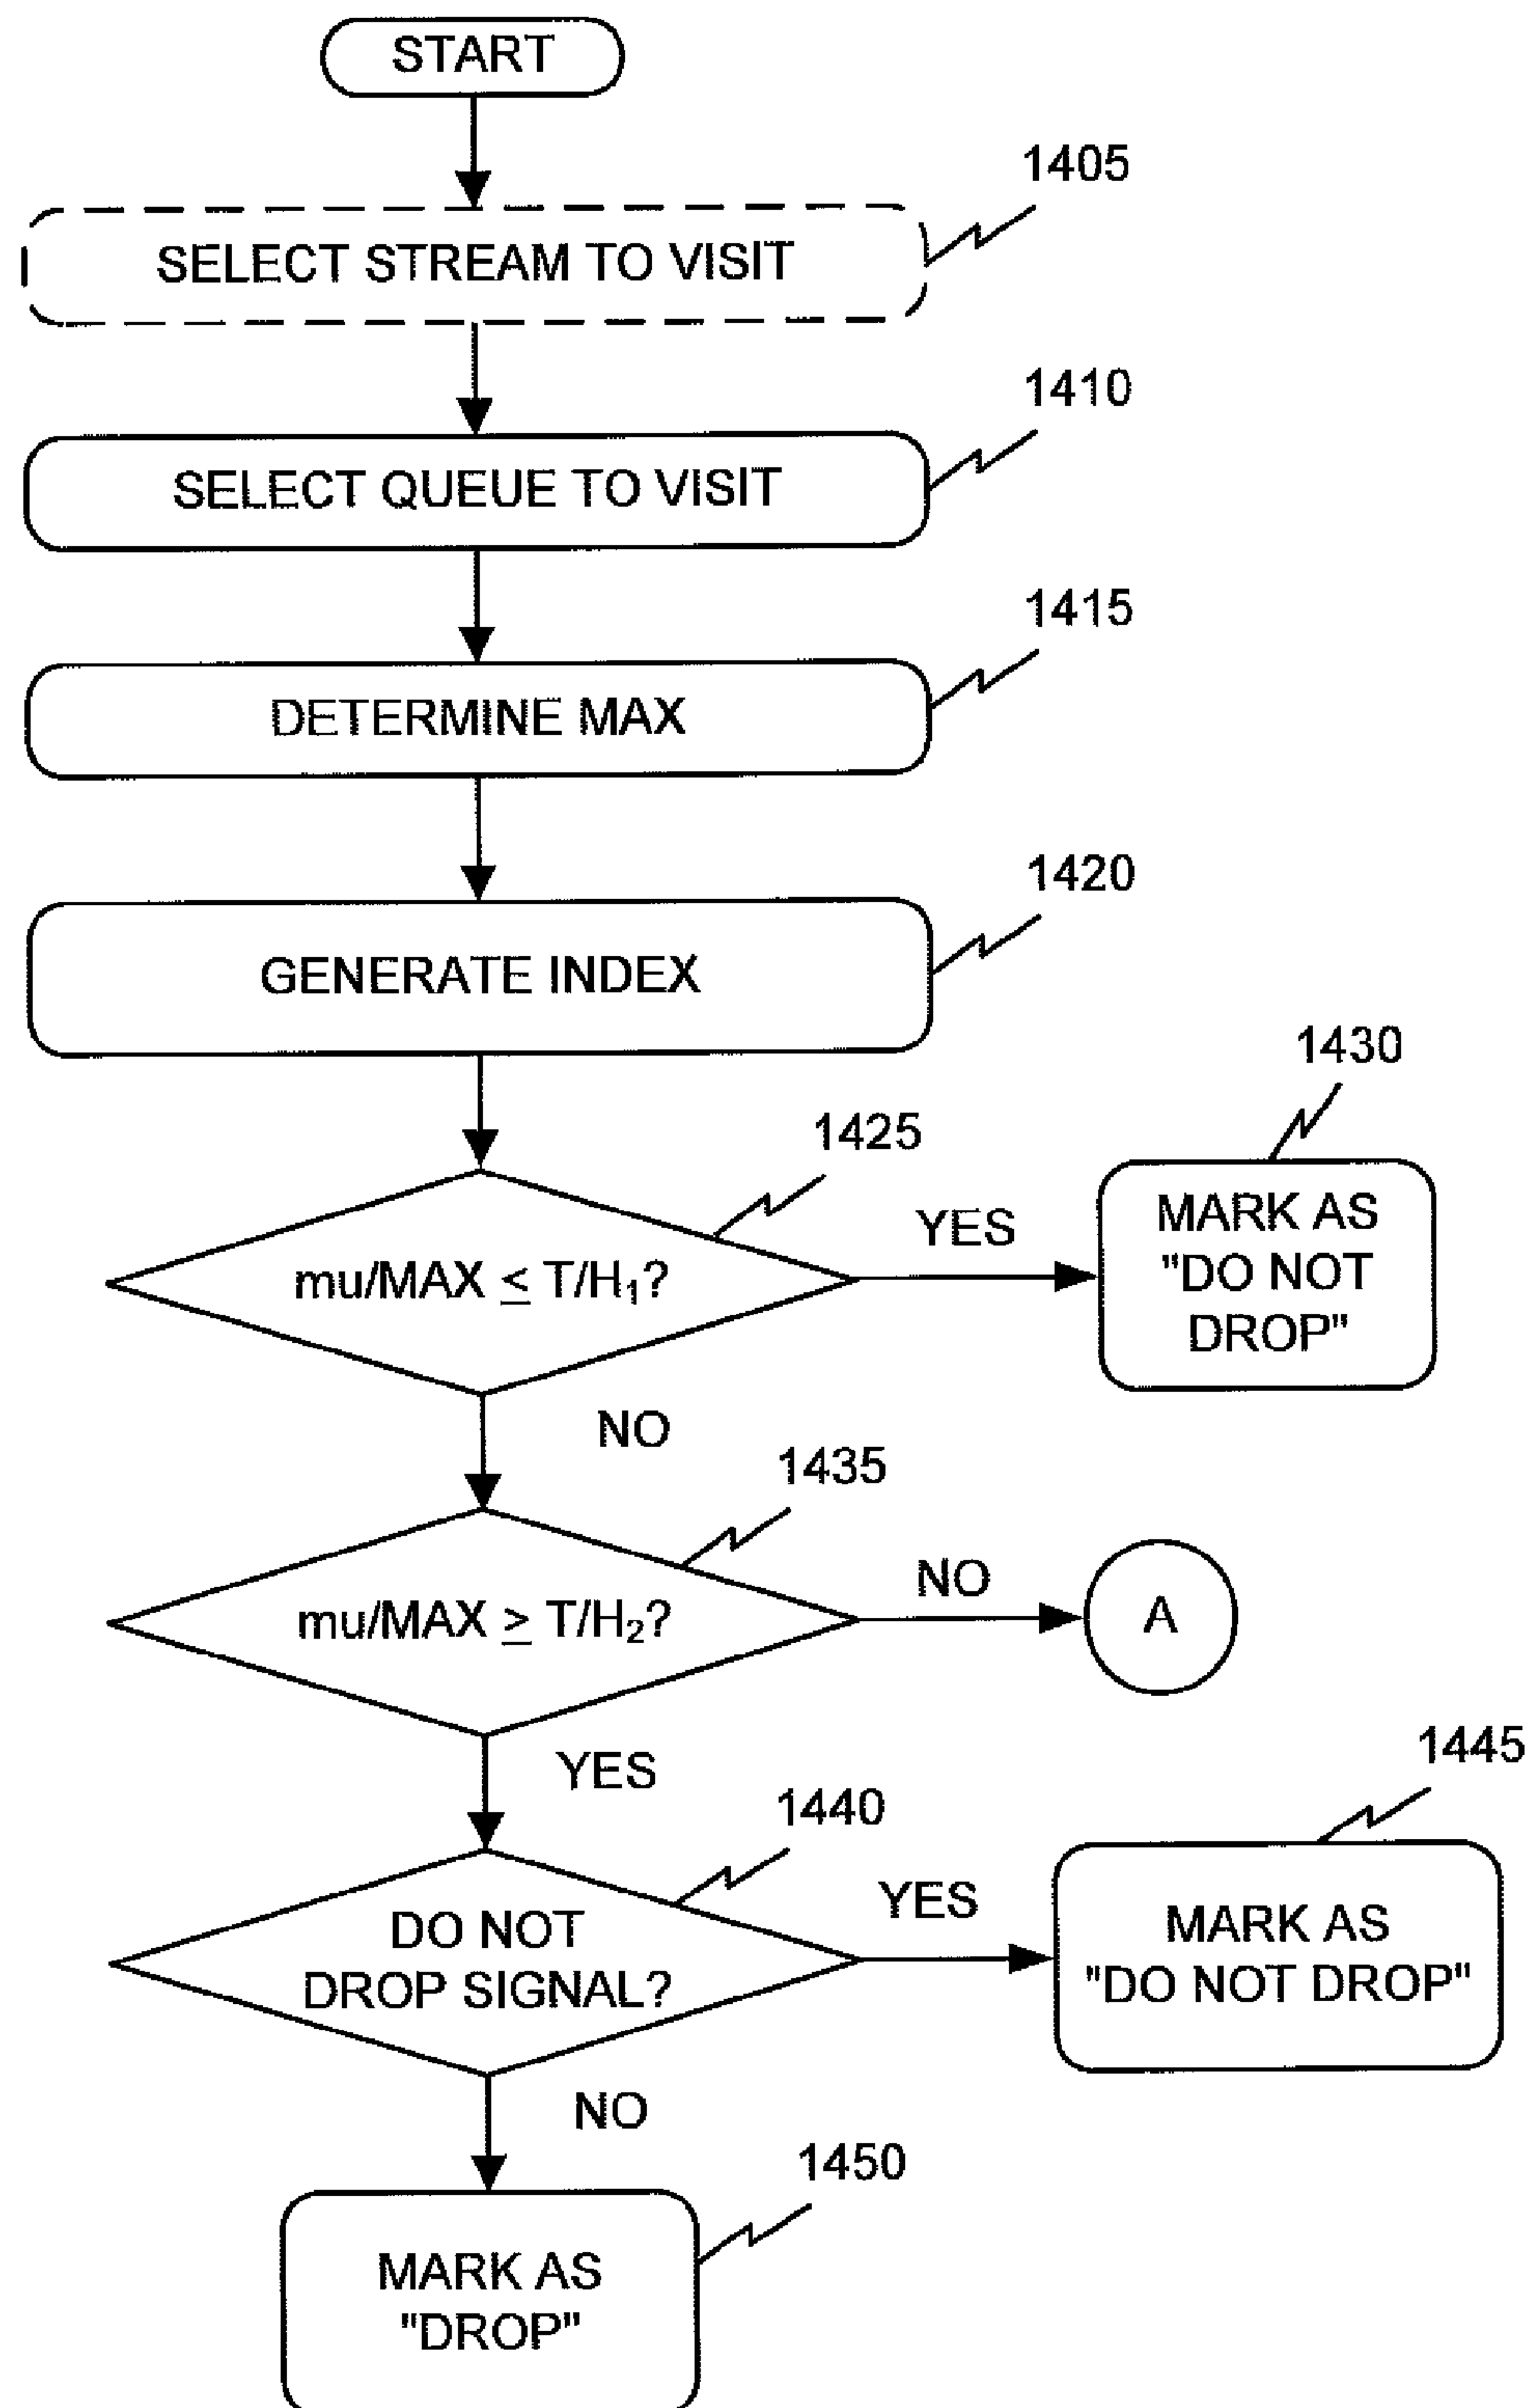 START
1405
SELECT STREAM TO VISIT
1410
SELECT QUEUE TO VISIT
1415
DETERMINE MAX
1420
GENERATE INDEX
1425
mu/MAX ≤ T/H₁?
YES
1430
MARK AS
"DO NOT
DROP"
NO
1435
mu/MAX ≥ T/H₂?
NO
A
YES
1440
DO NOT
DROP SIGNAL?
YES
1445
MARK AS
"DO NOT DROP"
NO
1450
MARK AS
"DROP"